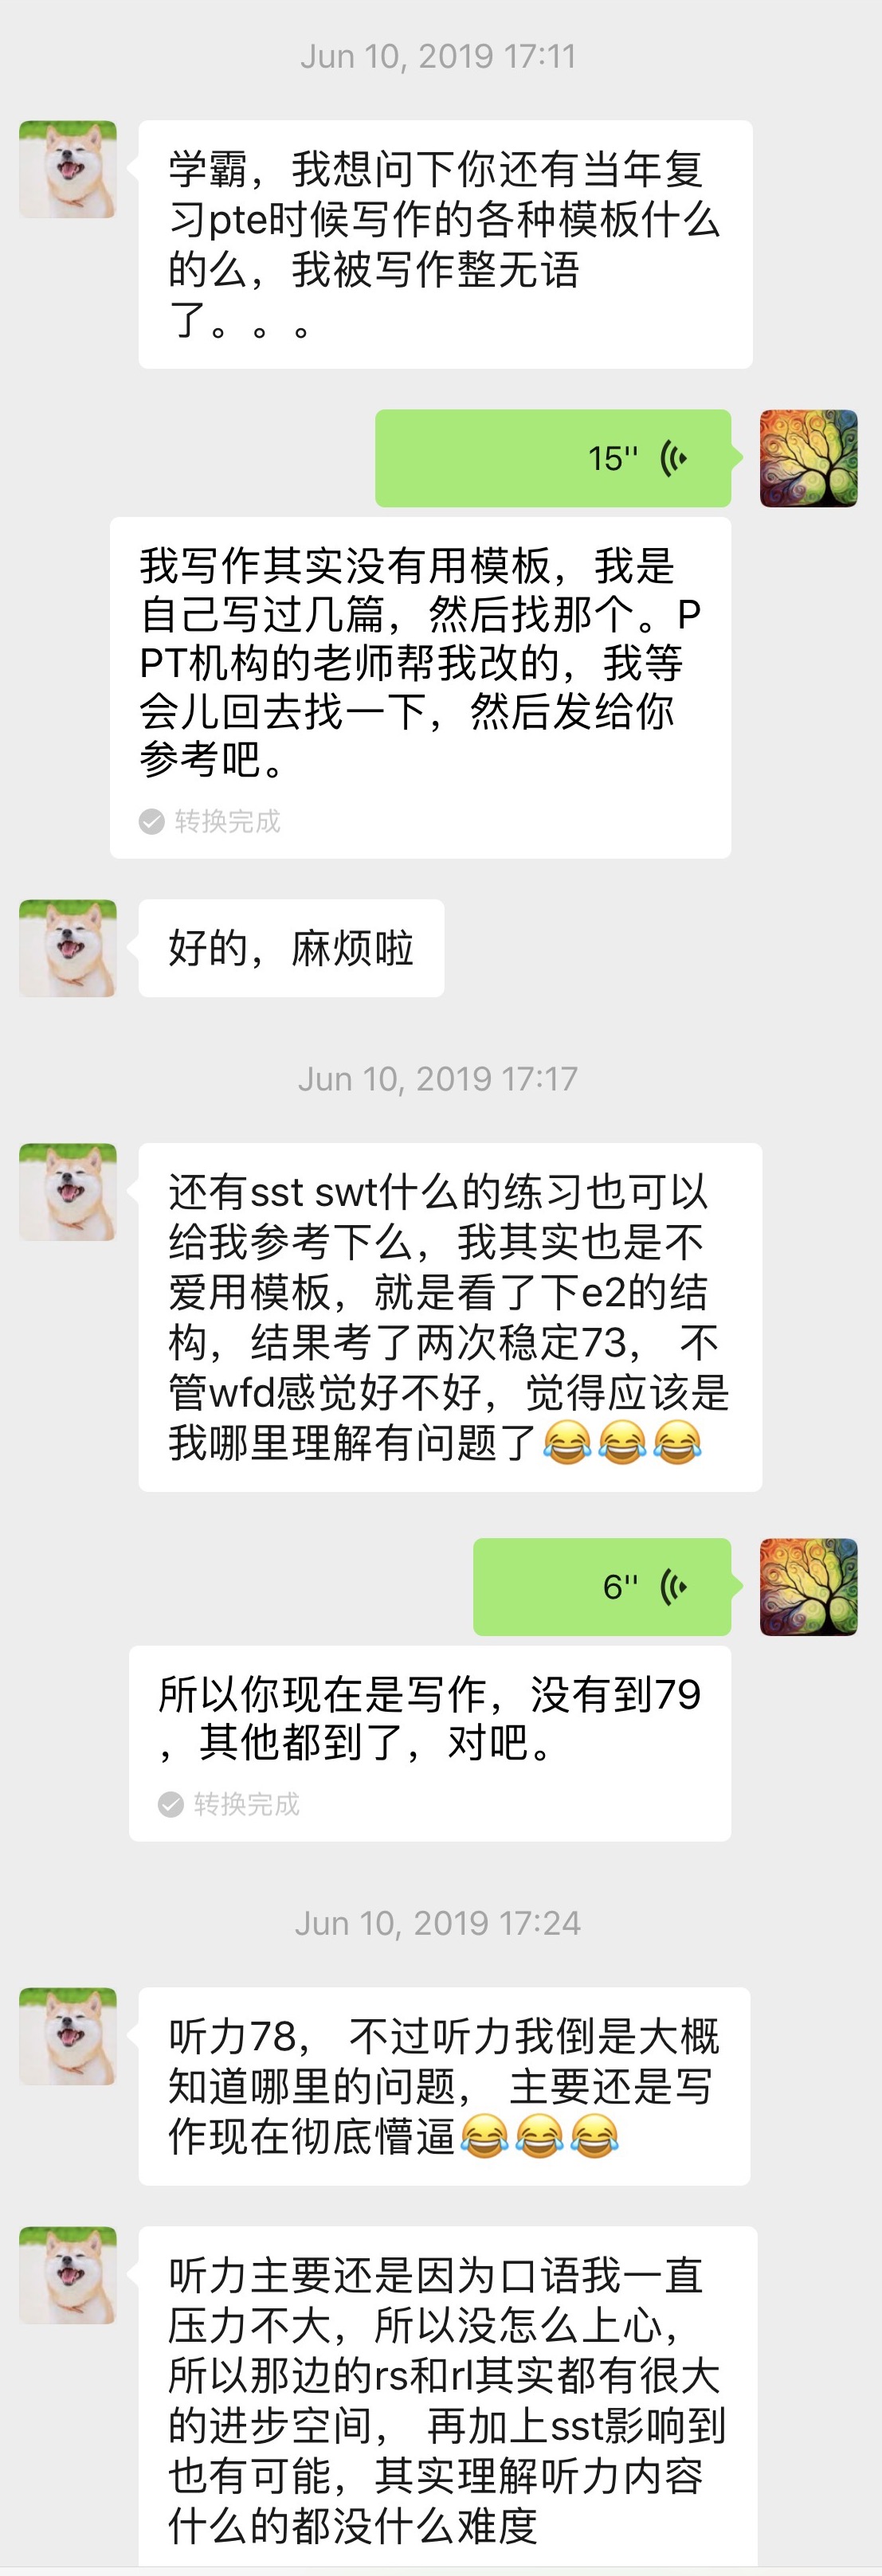 Jun 10, 2019 17:11
学霸，我想问下你还有当年复
习pte时候写作的各种模板什么
的么，我被写作整无语
了。。。
15''
我写作其实没有用模板，我是
自己写过几篇，然后找那个。P
PT机构的老师帮我改的，我等
会儿回去找一下，然后发给你
参考吧。
转换完成
好的，麻烦啦
Jun 10, 2019 17:17
还有sst swt什么的练习也可以
给我参考下么，我其实也是不
爱用模板，就是看了下e2的结
构，结果考了两次稳定73， 不
管wfd感觉好不好，觉得应该是
我哪里理解有问题了😂😂😂
6''
所以你现在是写作，没有到79
，其他都到了，对吧。
转换完成
Jun 10, 2019 17:24
听力78， 不过听力我倒是大概
知道哪里的问题， 主要还是写
作现在彻底懵逼😂😂😂
听力主要还是因为口语我一直
压力不大，所以没怎么上心，
所以那边的rs和rl其实都有很大
的进步空间， 再加上sst影响到
也有可能，其实理解听力内容
什么的都没什么难度